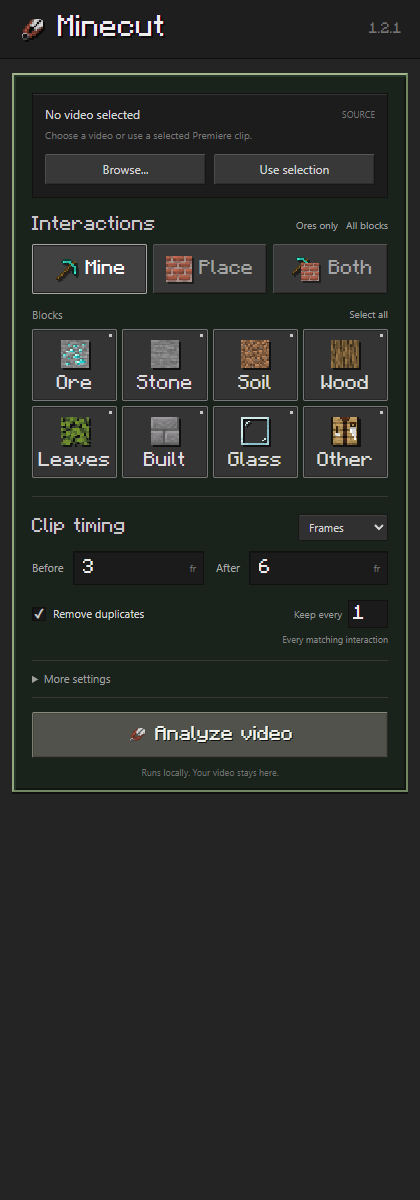 Minecut 1.2.1
No video selected SOURCE
Choose a video or use a selected Premiere clip.
Browse... Use selection
Interactions Ores only All blocks
Mine Place Both
Blocks Select all
Ore Stone Soil Wood
Leaves Built Glass Other
Clip timing Frames
Before 3 fr After 6 fr
Remove duplicates Keep every 1
Every matching interaction
More settings
Analyze video
Runs locally. Your video stays here.